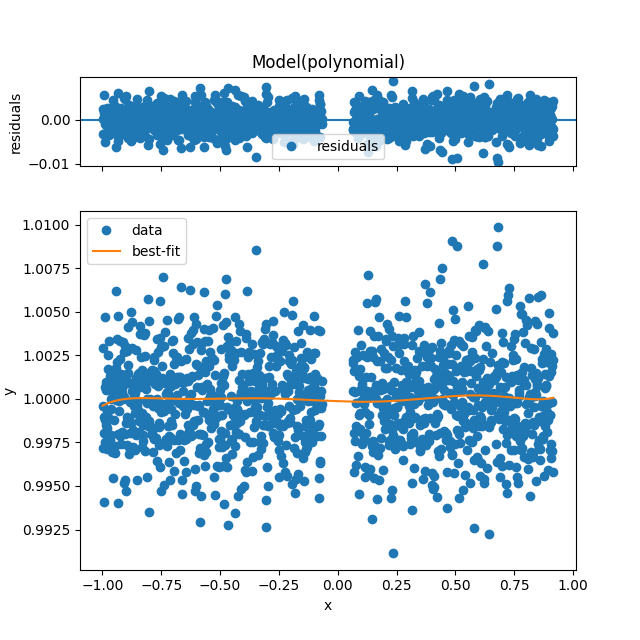 Model(polynomial)
residuals
0.00
−0.01
residuals
1.0100
1.0075
1.0050
1.0025
1.0000
0.9975
0.9950
0.9925
y
data
best-fit
−1.00 −0.75 −0.50 −0.25 0.00 0.25 0.50 0.75 1.00
x